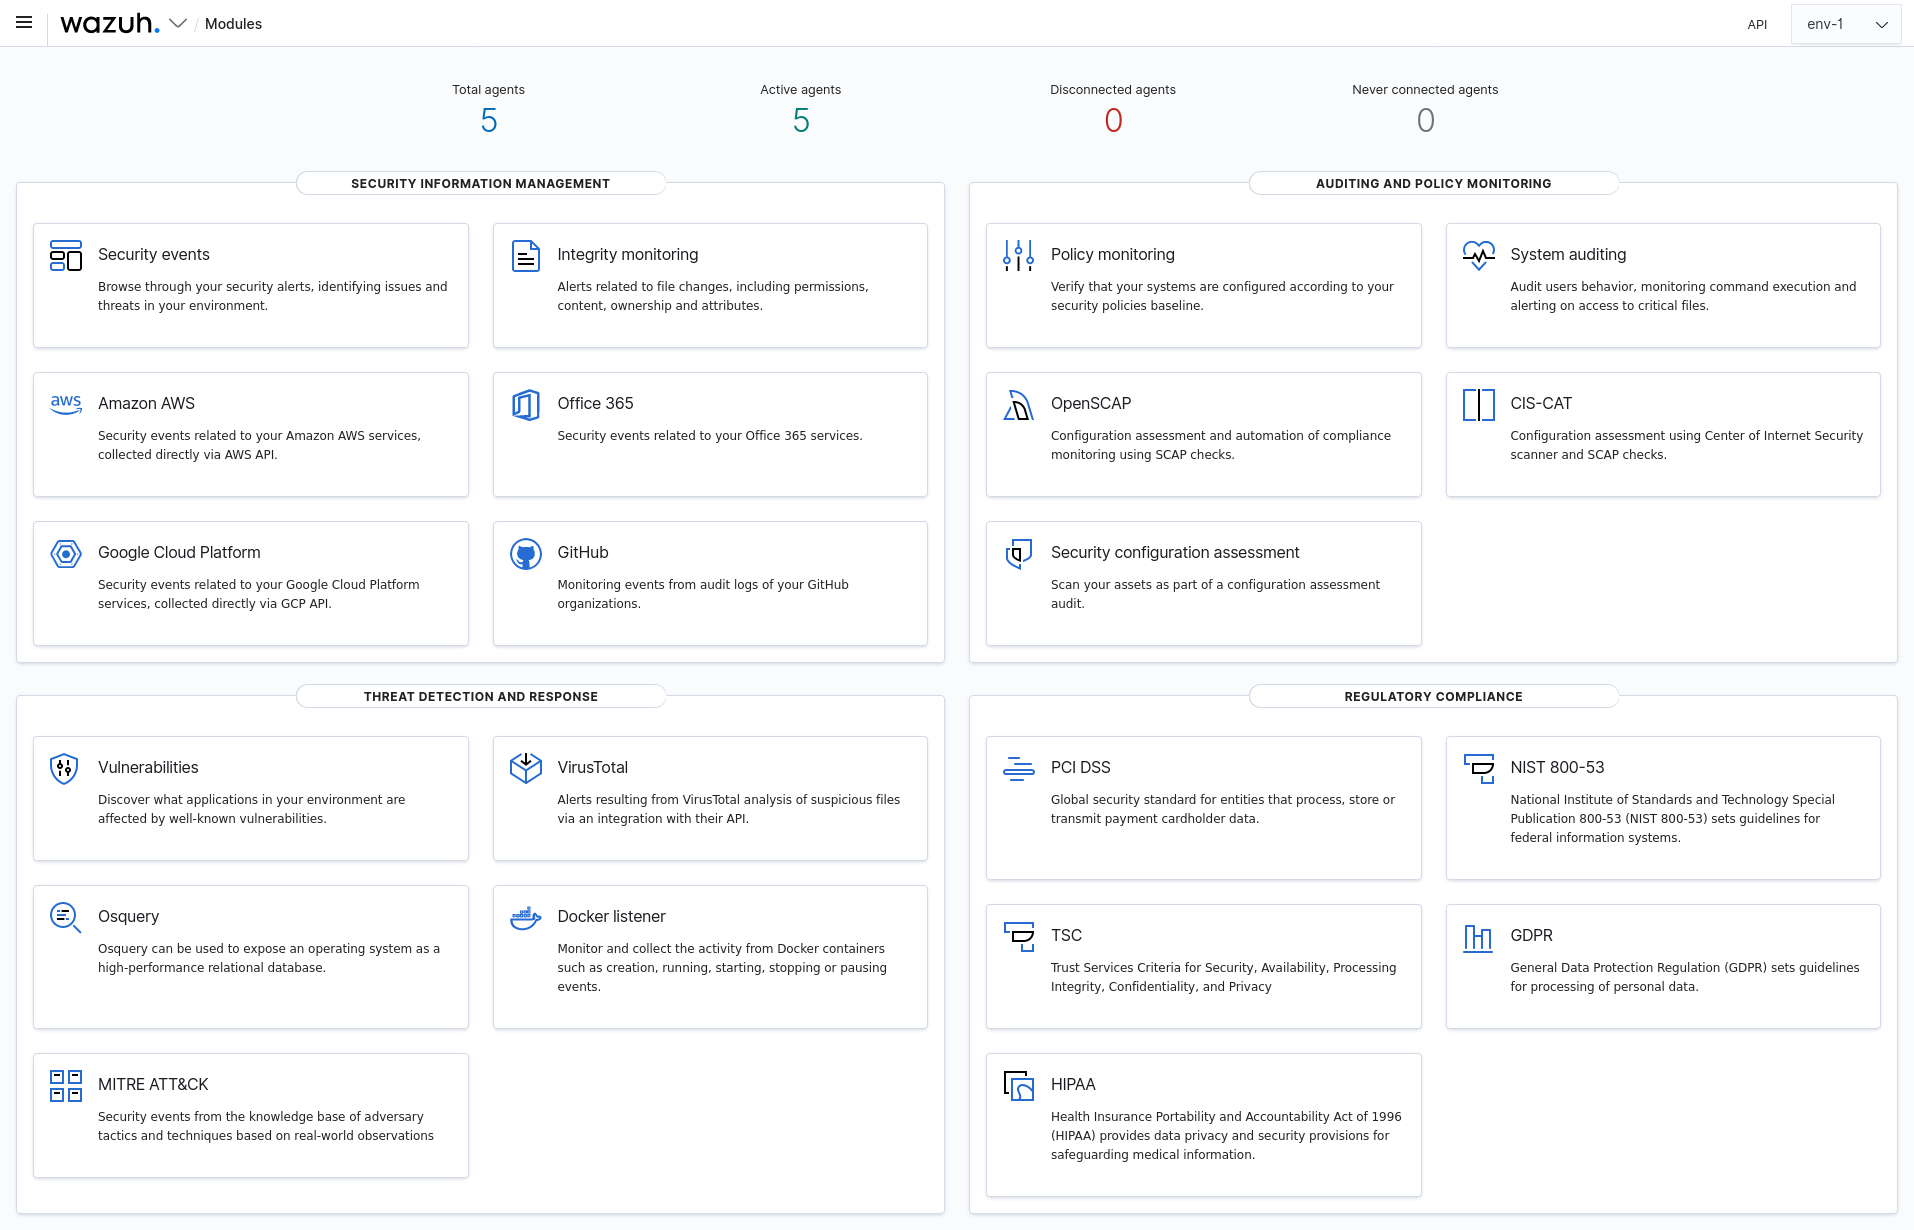 wazuh.
/ Modules
API
env-1
Total agents
5
Active agents
5
Disconnected agents
0
Never connected agents
0
SECURITY INFORMATION MANAGEMENT
Security events
Browse through your security alerts, identifying issues and
threats in your environment.
Integrity monitoring
Alerts related to file changes, including permissions,
content, ownership and attributes.
aws
Amazon AWS
Security events related to your Amazon AWS services,
collected directly via AWS API.
Office 365
Security events related to your Office 365 services.
Google Cloud Platform
Security events related to your Google Cloud Platform
services, collected directly via GCP API.
GitHub
Monitoring events from audit logs of your GitHub
organizations.
AUDITING AND POLICY MONITORING
Policy monitoring
Verify that your systems are configured according to your
security policies baseline.
System auditing
Audit users behavior, monitoring command execution and
alerting on access to critical files.
OpenSCAP
Configuration assessment and automation of compliance
monitoring using SCAP checks.
CIS-CAT
Configuration assessment using Center of Internet Security
scanner and SCAP checks.
Security configuration assessment
Scan your assets as part of a configuration assessment
audit.
THREAT DETECTION AND RESPONSE
Vulnerabilities
Discover what applications in your environment are
affected by well-known vulnerabilities.
VirusTotal
Alerts resulting from VirusTotal analysis of suspicious files
via an integration with their API.
Osquery
Osquery can be used to expose an operating system as a
high-performance relational database.
Docker listener
Monitor and collect the activity from Docker containers
such as creation, running, starting, stopping or pausing
events.
MITRE ATT&CK
Security events from the knowledge base of adversary
tactics and techniques based on real-world observations
REGULATORY COMPLIANCE
PCI DSS
Global security standard for entities that process, store or
transmit payment cardholder data.
NIST 800-53
National Institute of Standards and Technology Special
Publication 800-53 (NIST 800-53) sets guidelines for
federal information systems.
TSC
Trust Services Criteria for Security, Availability, Processing
Integrity, Confidentiality, and Privacy
GDPR
General Data Protection Regulation (GDPR) sets guidelines
for processing of personal data.
HIPAA
Health Insurance Portability and Accountability Act of 1996
(HIPAA) provides data privacy and security provisions for
safeguarding medical information.